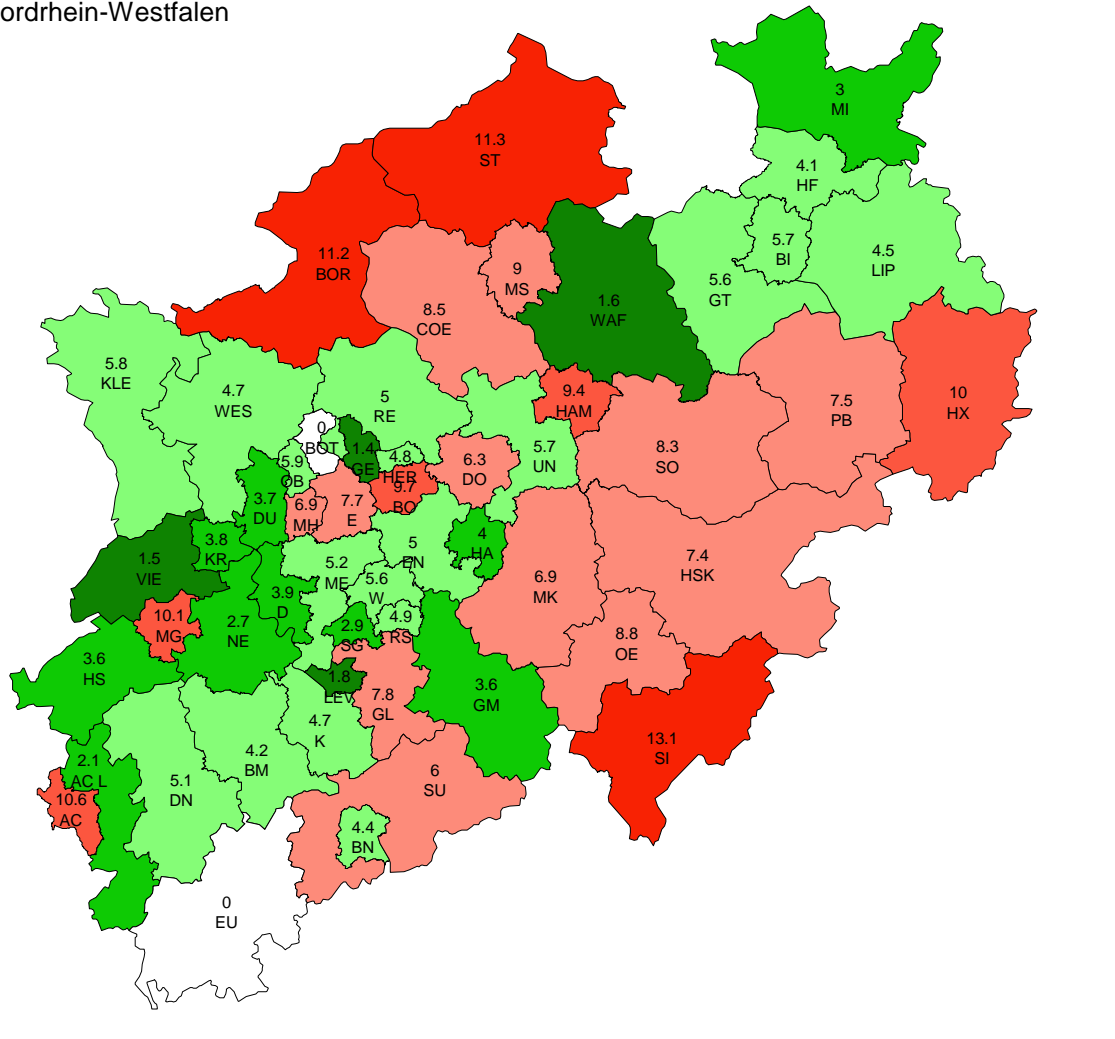 ordrhein-Westfalen
3
MI
11.3
ST
4.1
HF
5.7
BI
4.5
LIP
11.2
BOR
9
MS
5.6
GT
1.6
WAF
8.5
COE
5.8
KLE
4.7
WES
5
RE
9.4
HAM
7.5
PB
10
HX
0
BOT
1.4
GE
4.8
HER
5.7
UN
8.3
SO
5.9
OB
6.3
DO
9.7
BO
3.7
DU
6.9
MH
7.7
E
3.8
KR
4
HA
5
EN
1.5
VIE
5.2
ME
5.6
W
7.4
HSK
6.9
MK
3.9
D
10.1
MG
2.7
NE
2.9
SG
4.9
RS
8.8
OE
3.6
HS
1.8
LEV
7.8
GL
3.6
GM
4.7
K
13.1
SI
4.2
BM
2.1
AC L
6
SU
5.1
DN
10.6
AC
4.4
BN
0
EU